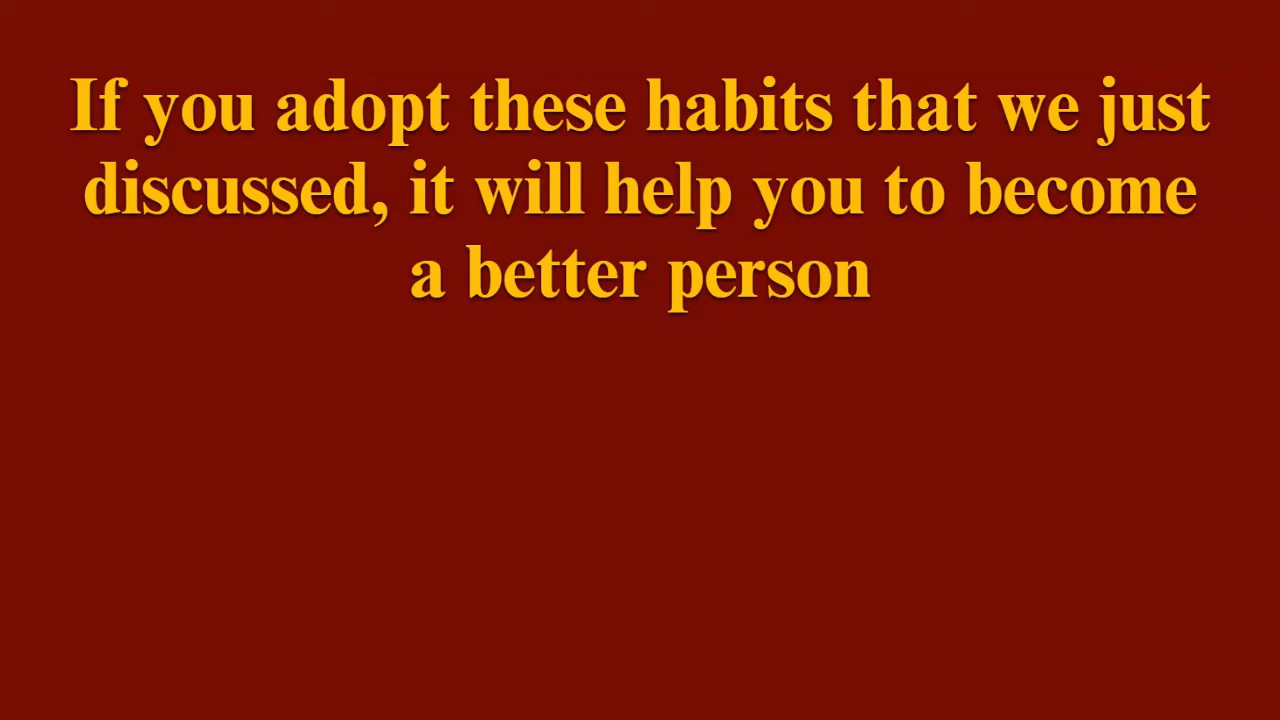 If you adopt these habits that we just
discussed, it will help you to become
a better person